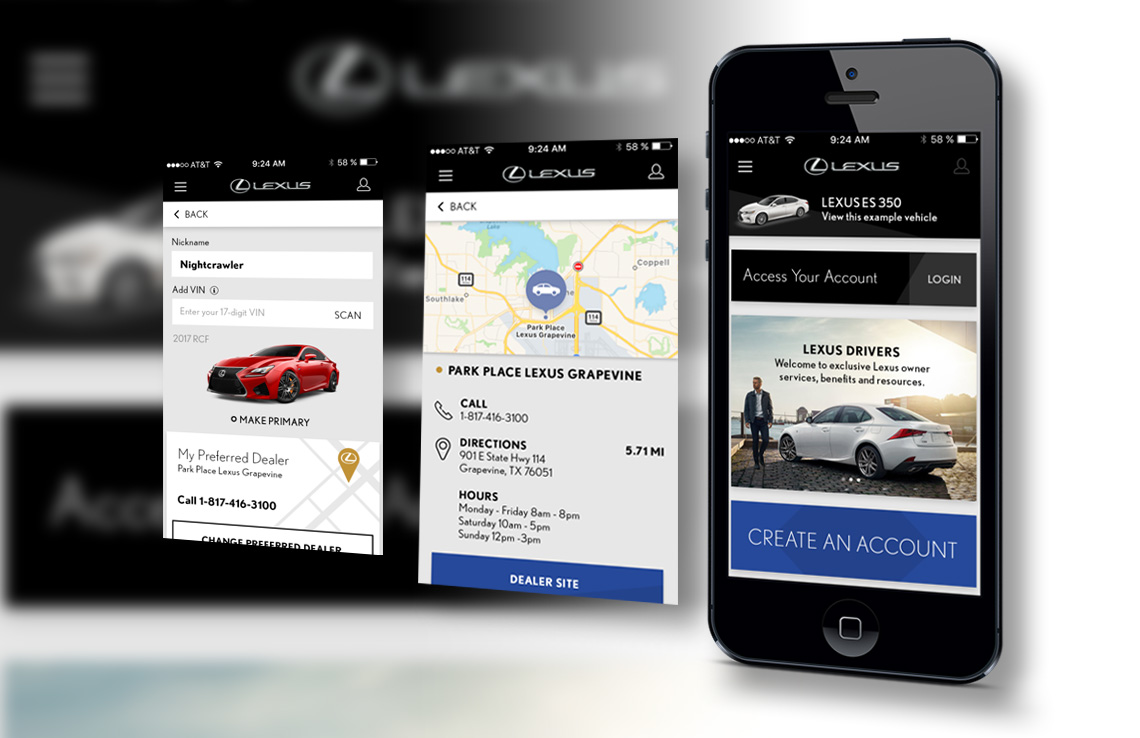 LEXUS
AT&T 9:24 AM 58 %
LEXUS
BACK
Nickname
Nightcrawler
Add VIN i
Enter your 17-digit VIN SCAN
2017 RCF
MAKE PRIMARY
My Preferred Dealer
Park Place Lexus Grapevine
Call 1-817-416-3100
CHANGE PREFERRED DEALER
AT&T 9:24 AM 58 %
LEXUS
BACK
Lake
Coppell
114
Southlake
ne
114
Park Place
Lexus Grapevine
PARK PLACE LEXUS GRAPEVINE
CALL
1-817-416-3100
DIRECTIONS 5.71 MI
901 E State Hwy 114
Grapevine, TX 76051
HOURS
Monday - Friday 8am - 8pm
Saturday 10am - 5pm
Sunday 12pm -3pm
DEALER SITE
AT&T 9:24 AM 58 %
LEXUS
LEXUS ES 350
View this example vehicle
Access Your Account LOGIN
LEXUS DRIVERS
Welcome to exclusive Lexus owner
services, benefits and resources.
CREATE AN ACCOUNT